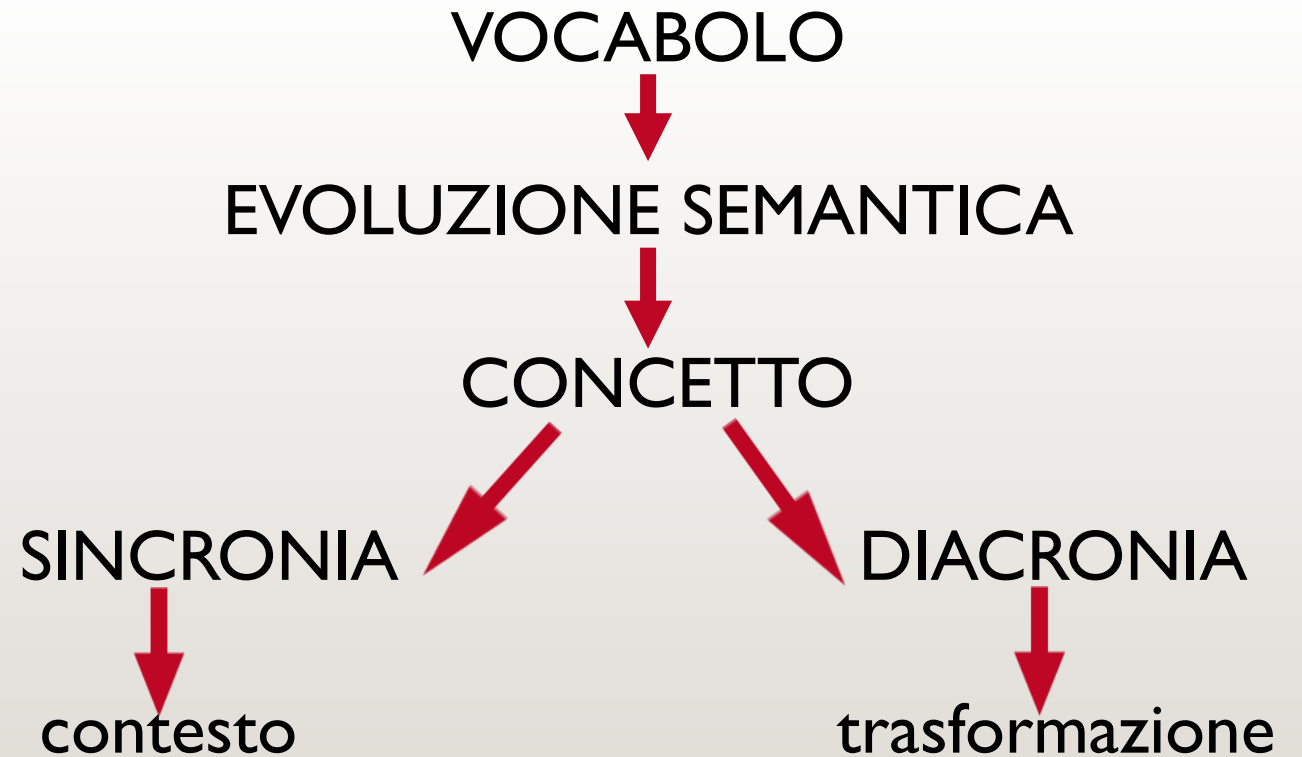 VOCABOLO
EVOLUZIONE SEMANTICA
CONCETTO
SINCRONIA
DIACRONIA
contesto
trasformazione